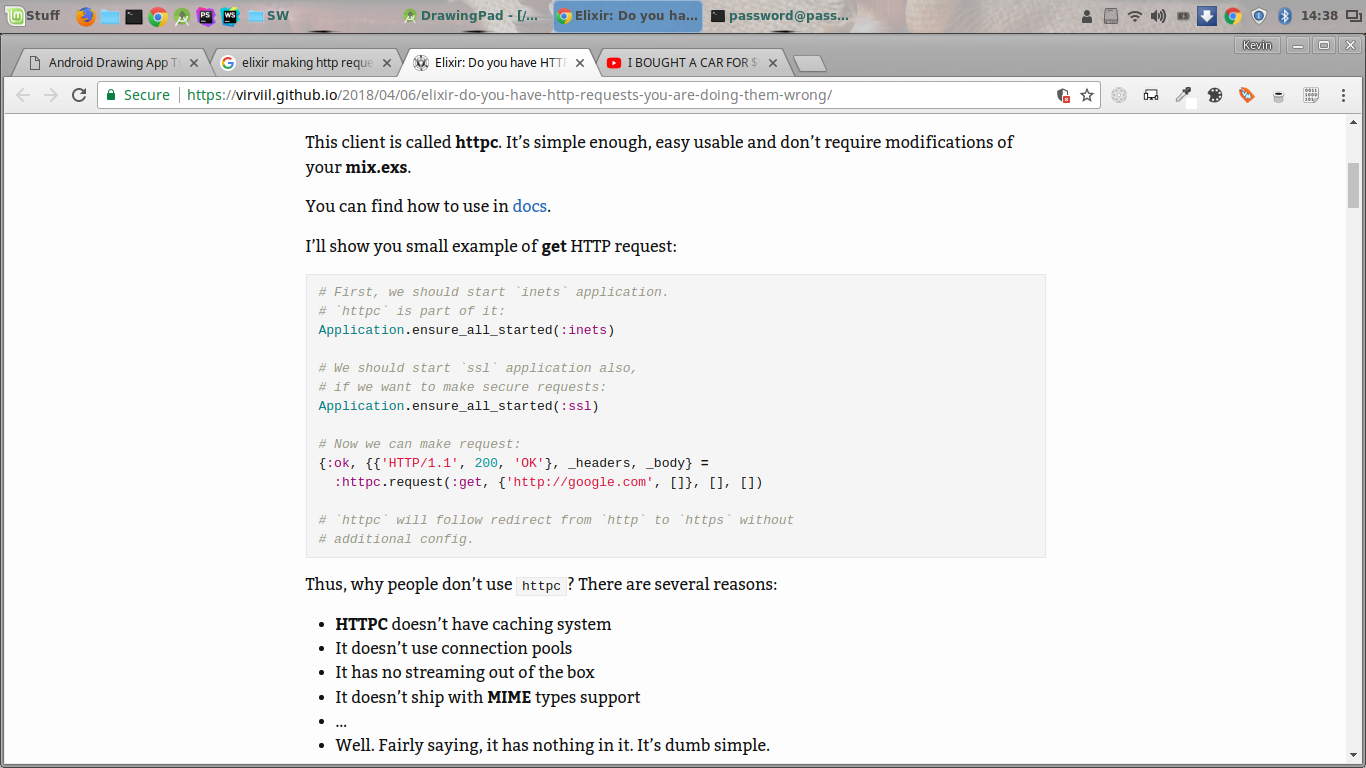 Stuff
PS
WS
SW
DrawingPad - [/...
Elixir: Do you ha...
password@pass...
14:38
Kevin
Android Drawing App T
elixir making http reque
Elixir: Do you have HTT
I BOUGHT A CAR FOR $
Secure
https://virviil.github.io/2018/04/06/elixir-do-you-have-http-requests-you-are-doing-them-wrong/
This client is called httpc. It’s simple enough, easy usable and don’t require modifications of
your mix.exs.
You can find how to use in docs.
I’ll show you small example of get HTTP request:
# First, we should start `inets` application.
# `httpc` is part of it:
Application.ensure_all_started(:inets)
# We should start `ssl` application also,
# if we want to make secure requests:
Application.ensure_all_started(:ssl)
# Now we can make request:
{:ok, {{'HTTP/1.1', 200, 'OK'}, _headers, _body} =
:httpc.request(:get, {'http://google.com', []}, [], [])
# `httpc` will follow redirect from `http` to `https` without
# additional config.
Thus, why people don’t use httpc? There are several reasons:
• HTTPC doesn’t have caching system
• It doesn’t use connection pools
• It has no streaming out of the box
• It doesn’t ship with MIME types support
• ...
• Well. Fairly saying, it has nothing in it. It’s dumb simple.